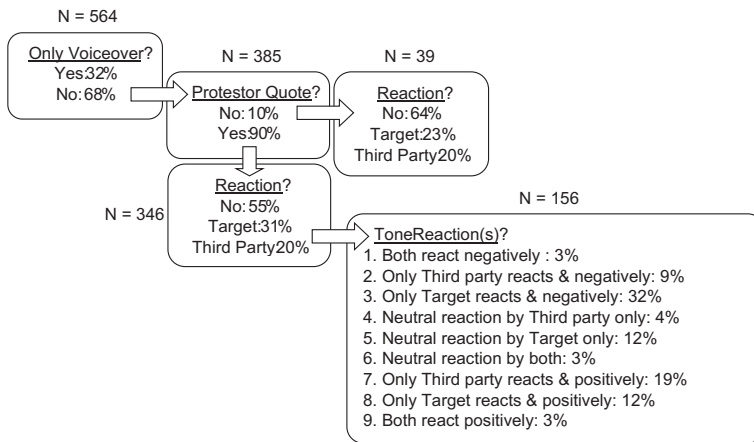 N = 564
Only Voiceover?
Yes:32%
No:68%
N = 385
Protestor Quote?
No:10%
Yes:90%
N = 39
Reaction?
No:64%
Target:23%
Third Party20%
N = 346
Reaction?
No:55%
Target:31%
Third Party20%
N = 156
ToneReaction(s)?
1. Both react negatively : 3%
2. Only Third party reacts & negatively: 9%
3. Only Target reacts & negatively: 32%
4. Neutral reaction by Third party only: 4%
5. Neutral reaction by Target only: 12%
6. Neutral reaction by both: 3%
7. Only Third party reacts & positively: 19%
8. Only Target reacts & positively: 12%
9. Both react positively: 3%